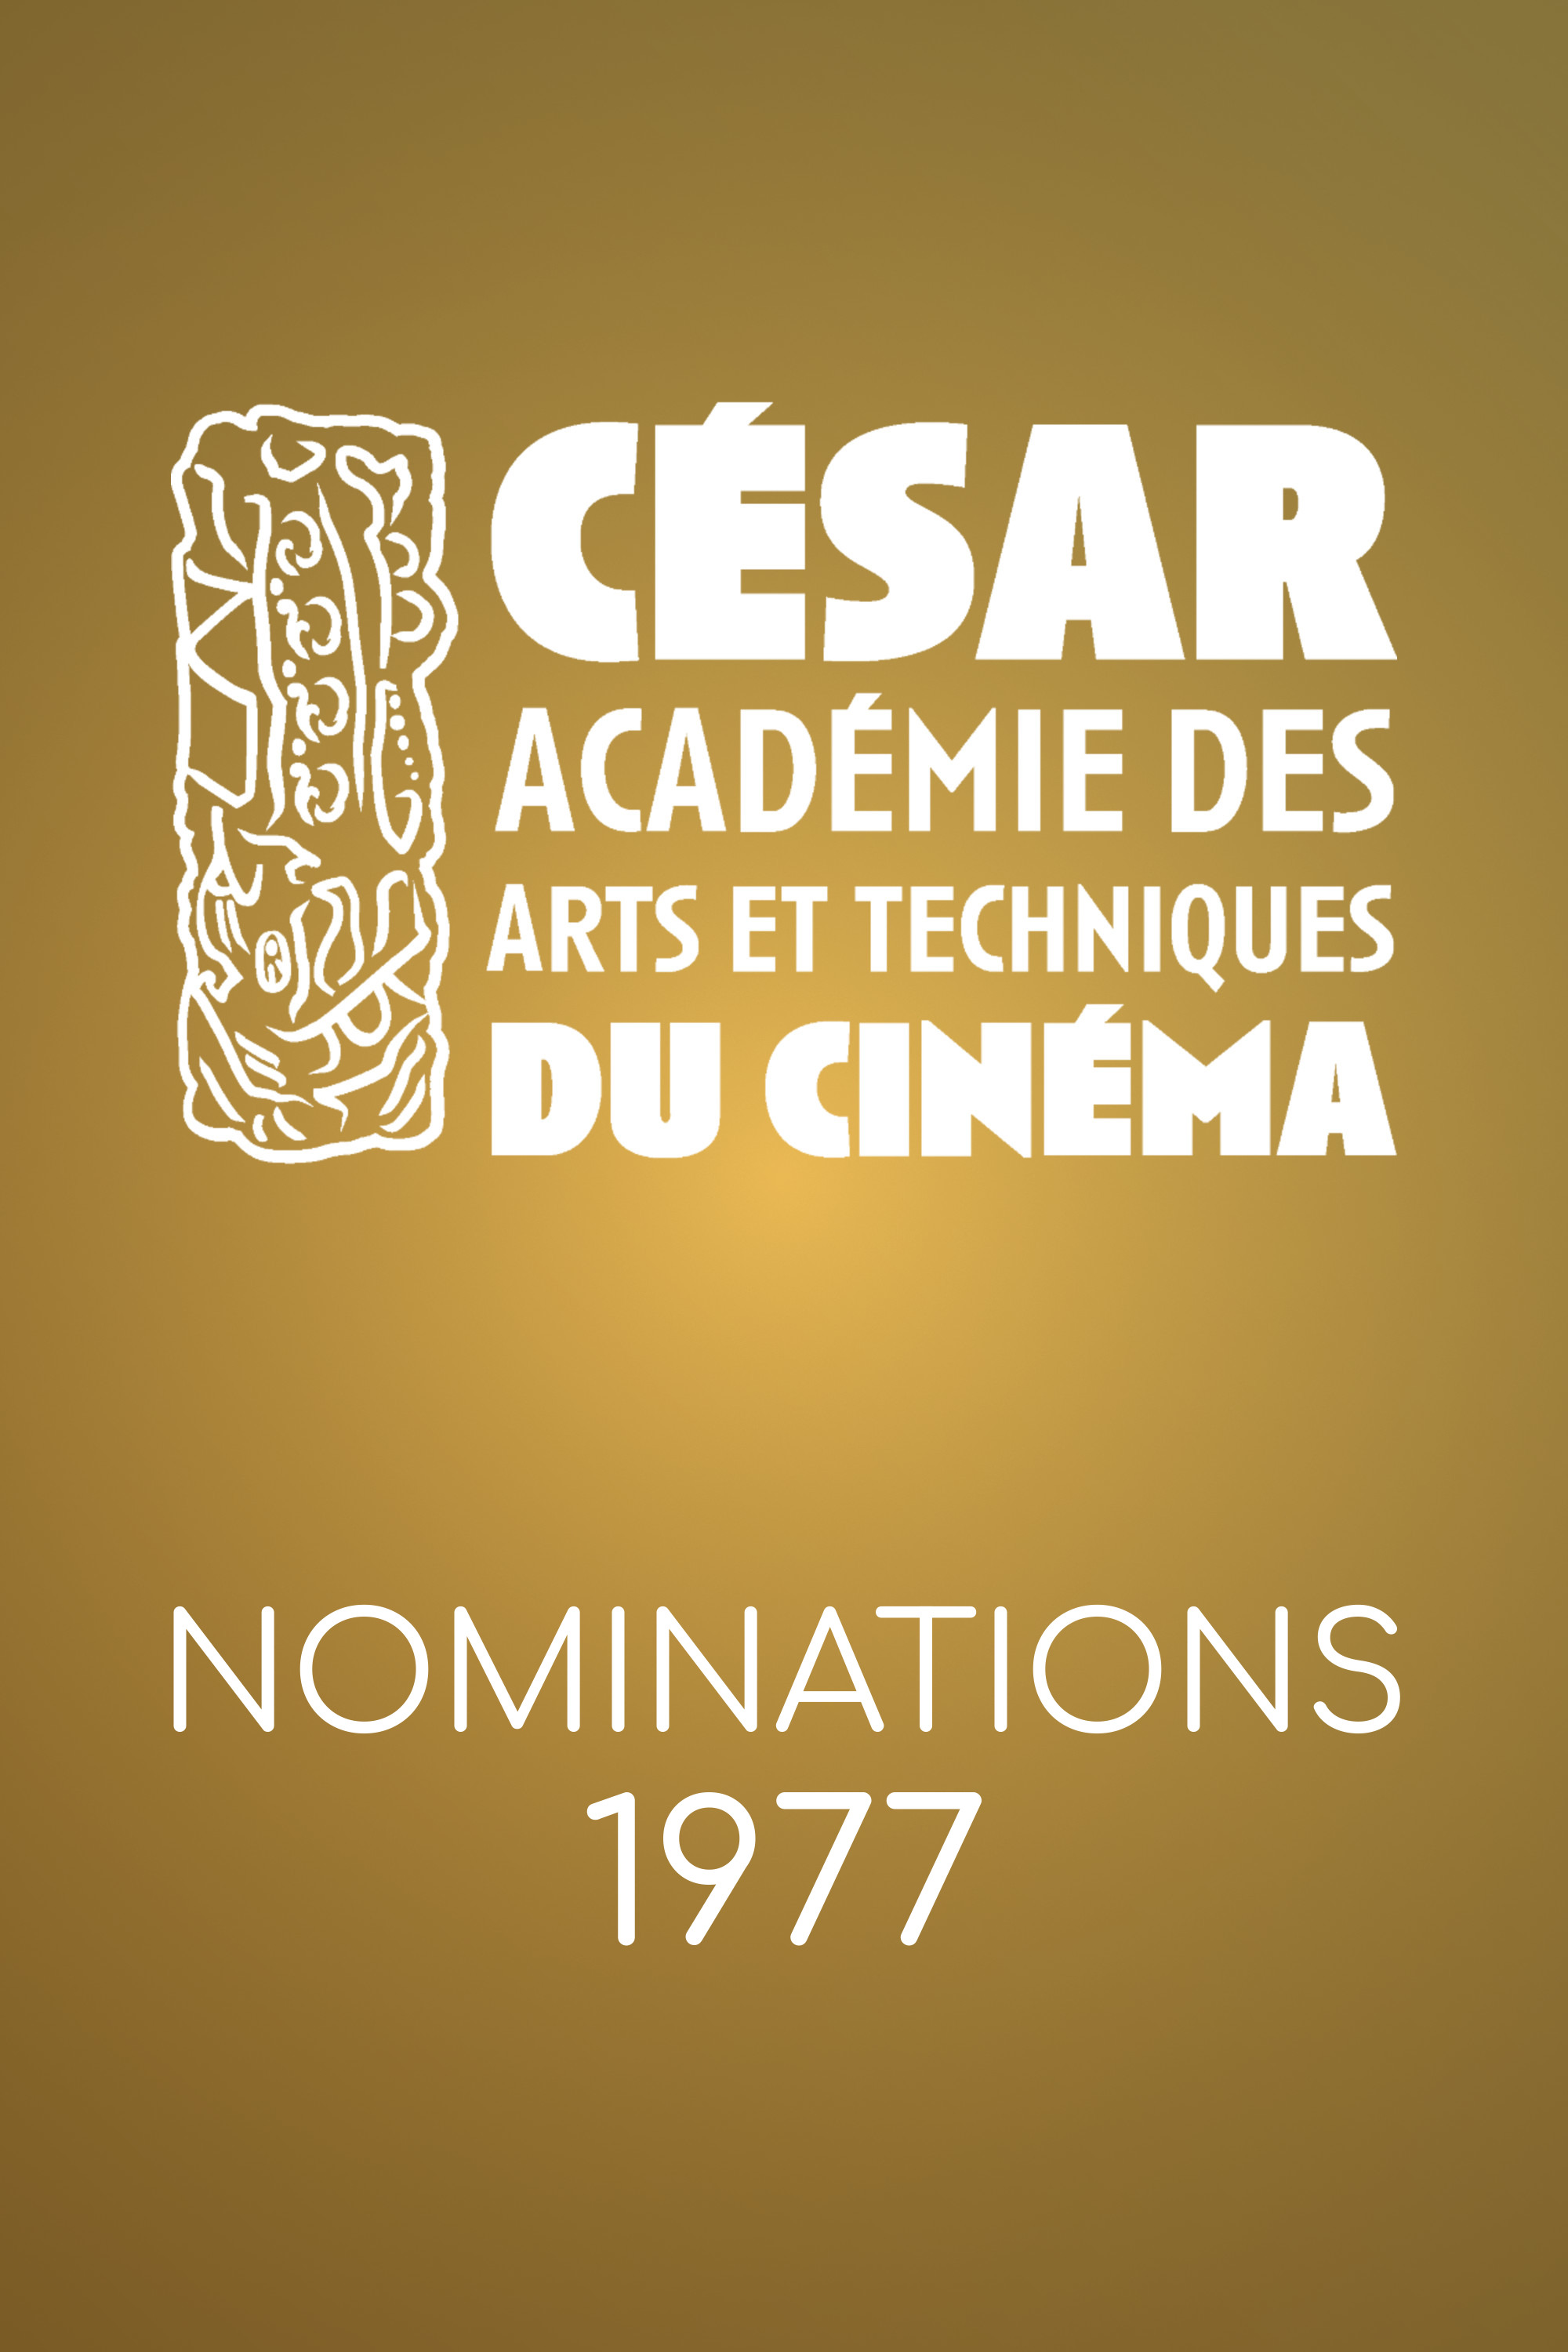 CÉSAR
ACADÉMIE DES
ARTS ET TECHNIQUES
DU CINÉMA
NOMINATIONS
1977